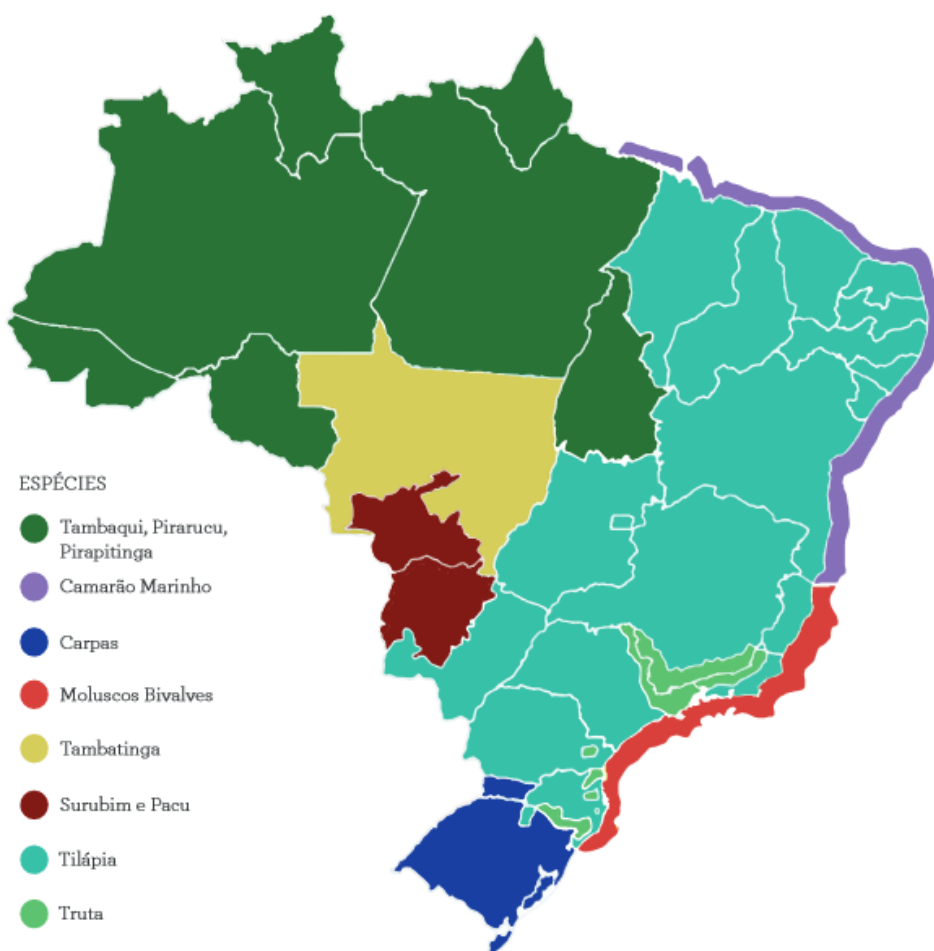 ESPÉCIES
Tambaqui, Pirarucu,
Pirapitinga
Camarão Marinho
Carpas
Moluscos Bivalves
Tambatinga
Surubim e Pacu
Tilápia
Truta